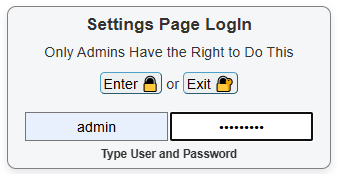 Settings Page LogIn
Only Admins Have the Right to Do This
Enter or Exit
admin •••••••••
Type User and Password